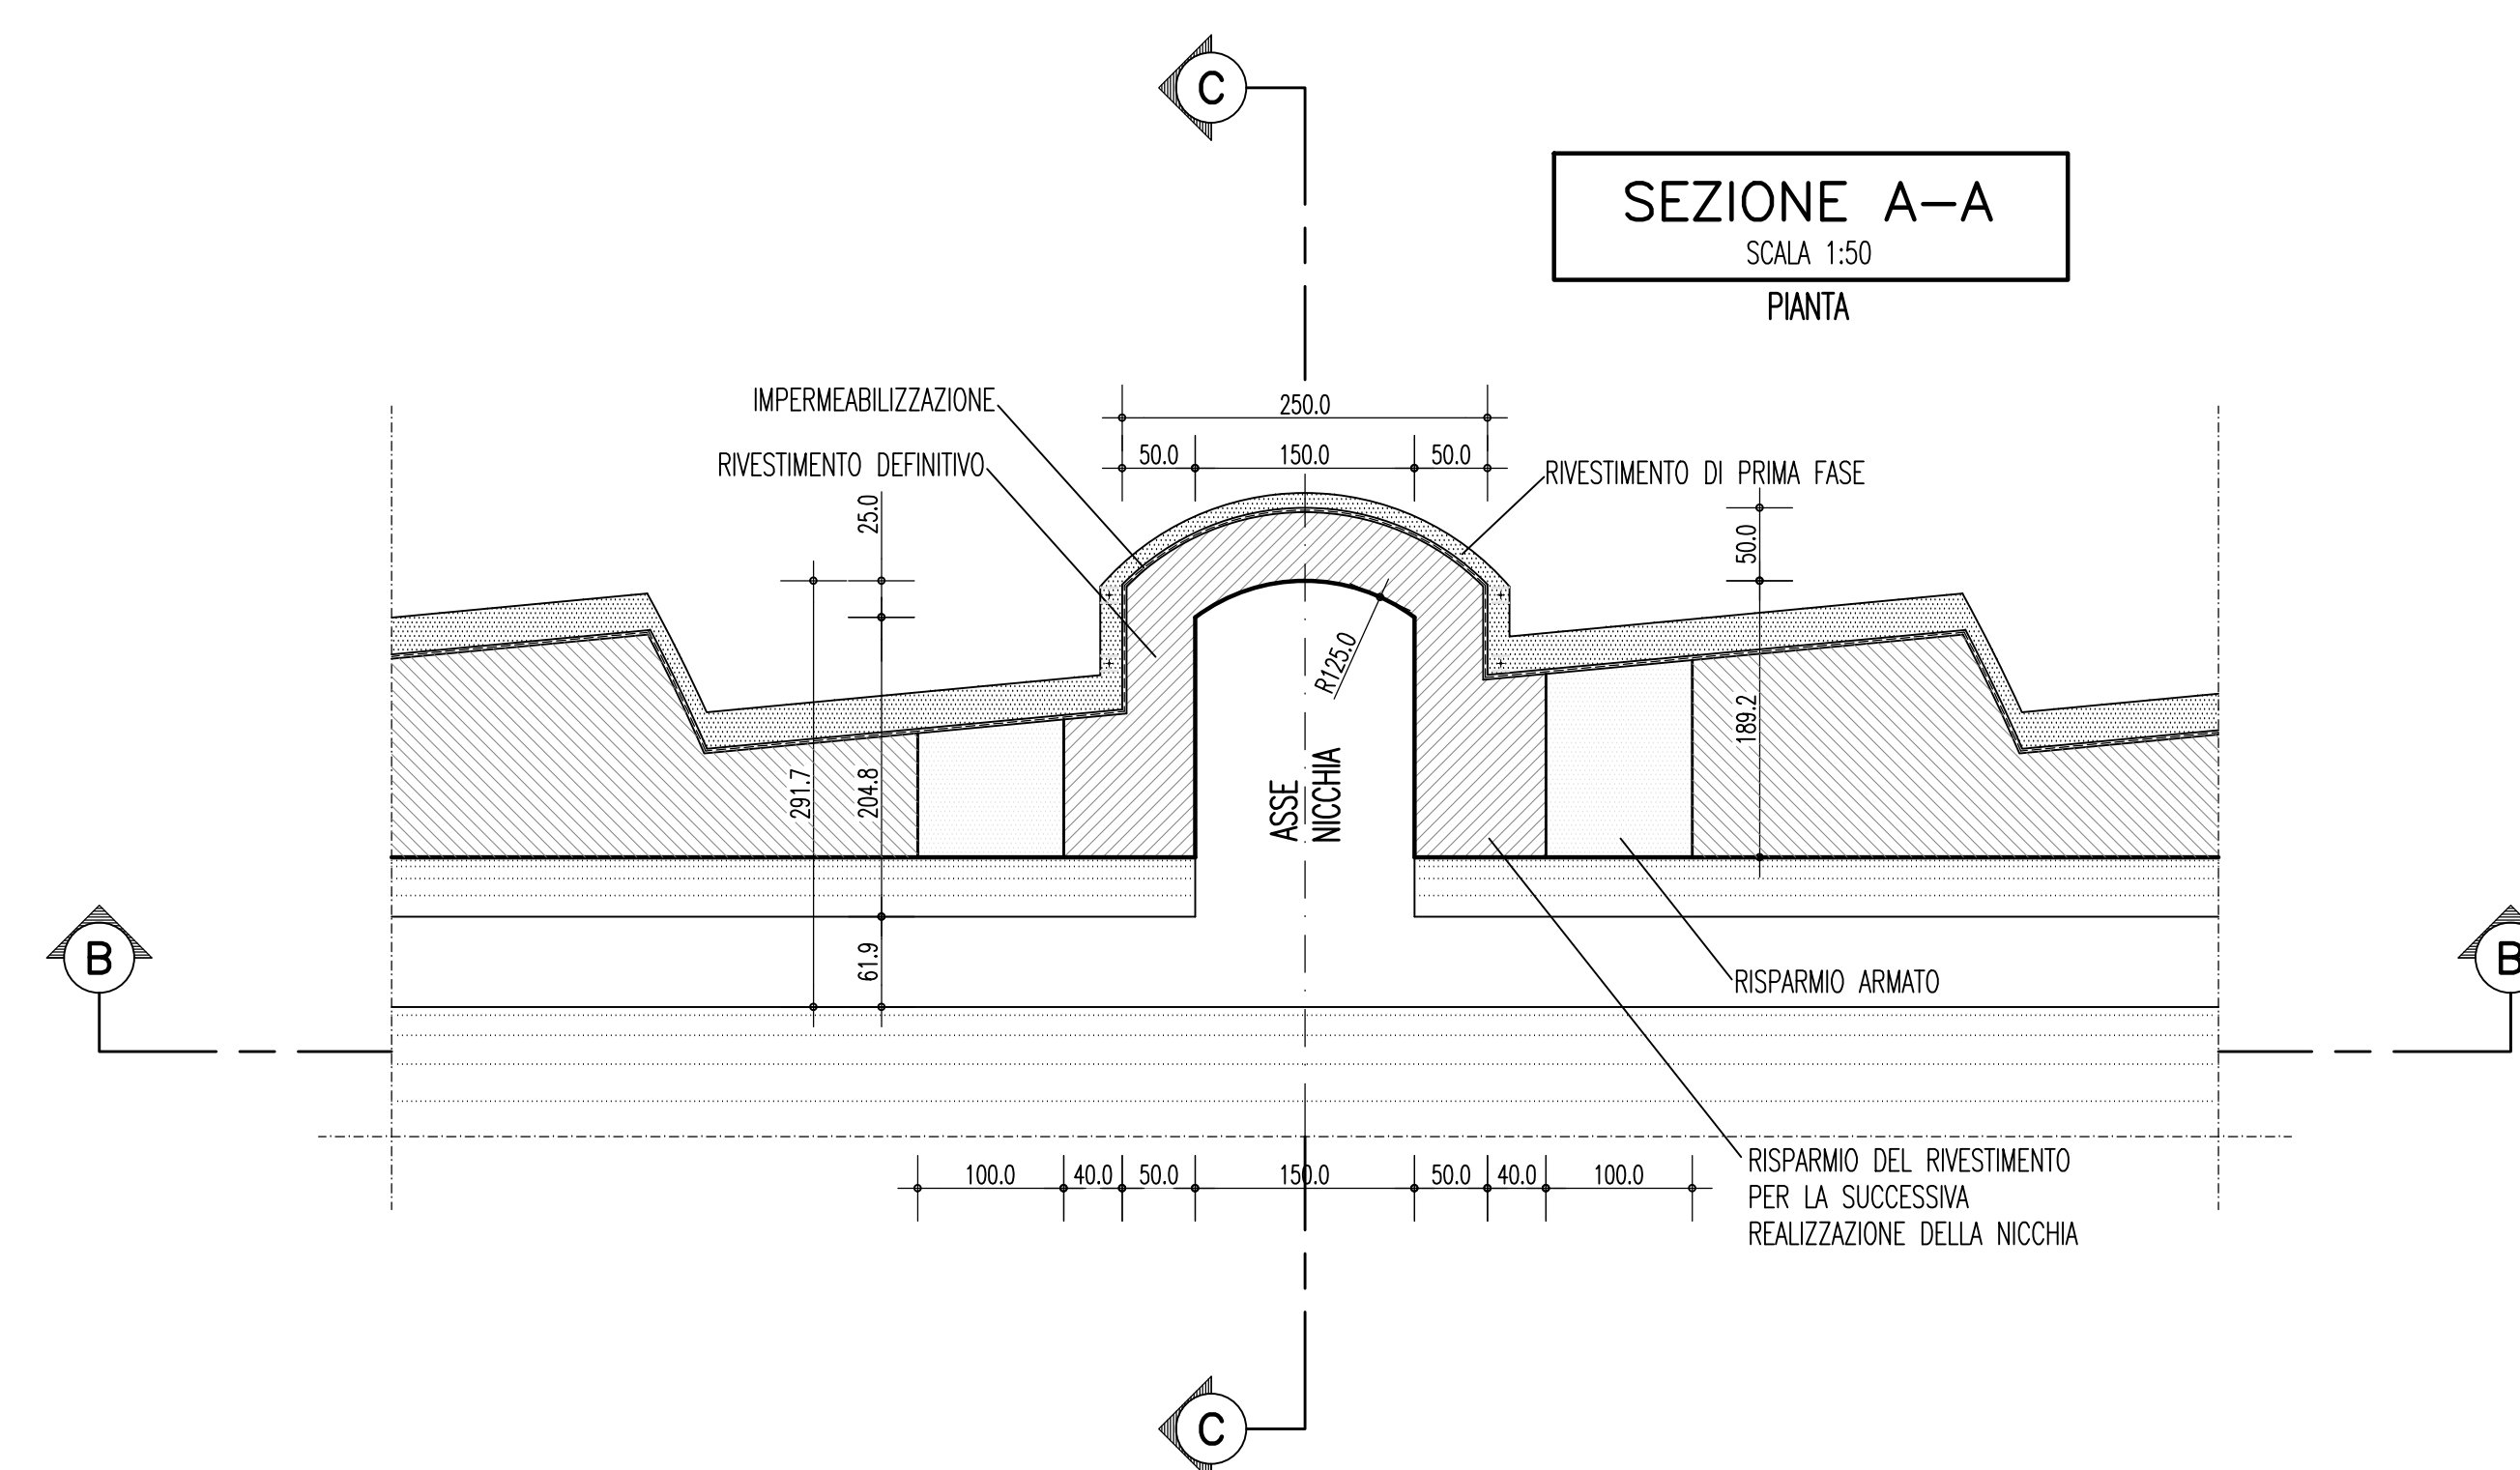 C
SEZIONE A-A
SCALA 1:50
PIANTA
IMPERMEABILIZZAZIONE
250.0
RIVESTIMENTO DEFINITIVO
50.0 150.0 50.0
RIVESTIMENTO DI PRIMA FASE
25.0
50.0
R125.0
189.2
291.7
204.8
ASSE
NICCHIA
B
B
61.9
RISPARMIO ARMATO
100.0 40.0 50.0 150.0 50.0 40.0 100.0
RISPARMIO DEL RIVESTIMENTO
PER LA SUCCESSIVA
REALIZZAZIONE DELLA NICCHIA
C